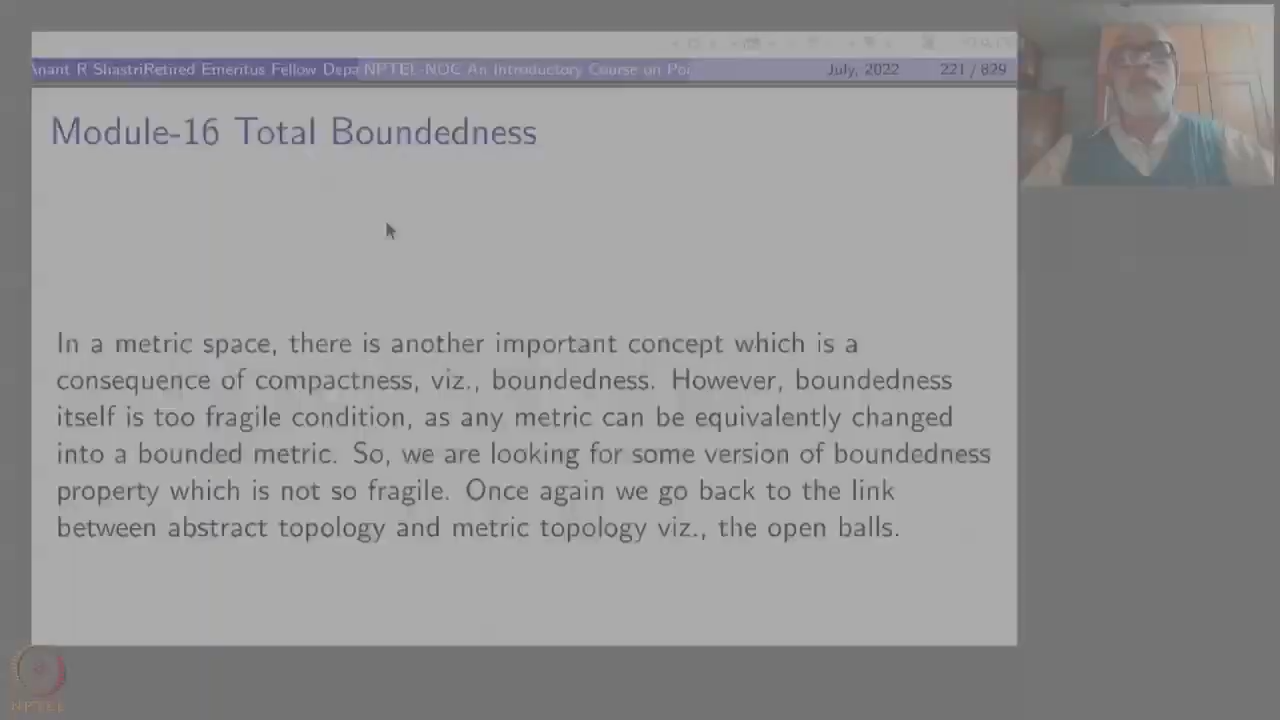 Anant R ShastriRetired Emeritus Fellow Depa NPTEL-NOC An Introductory Course on Poi July, 2022 221 / 829
Module-16 Total Boundedness
In a metric space, there is another important concept which is a
consequence of compactness, viz., boundedness. However, boundedness
itself is too fragile condition, as any metric can be equivalently changed
into a bounded metric. So, we are looking for some version of boundedness
property which is not so fragile. Once again we go back to the link
between abstract topology and metric topology viz., the open balls.
NPTEL